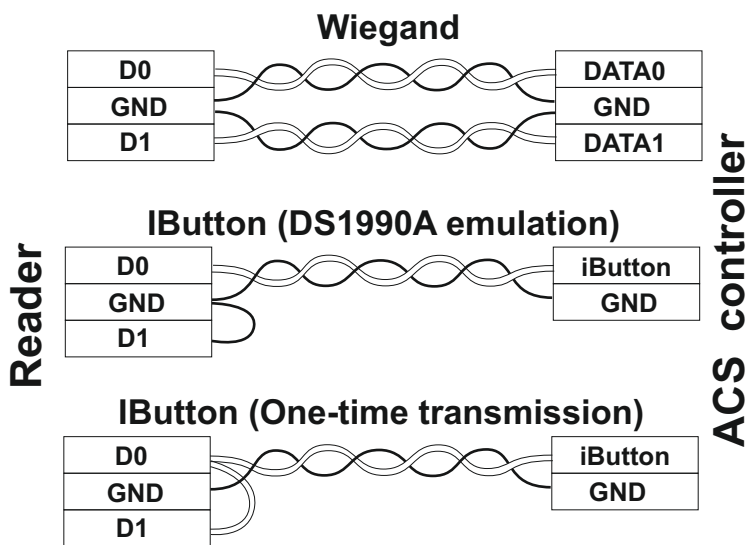 Wiegand
D0
GND
D1
DATA0
GND
DATA1
IButton (DS1990A emulation)
D0
GND
D1
iButton
GND
IButton (One-time transmission)
D0
GND
D1
iButton
GND
Reader
ACS controller